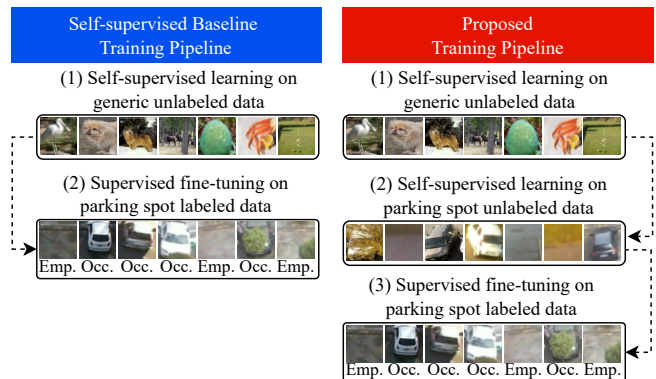 Self-supervised Baseline
Training Pipeline
(1) Self-supervised learning on
generic unlabeled data
(2) Supervised fine-tuning on
parking spot labeled data
Emp. Occ. Occ. Occ. Emp. Occ. Emp.
Proposed
Training Pipeline
(1) Self-supervised learning on
generic unlabeled data
(2) Self-supervised learning on
parking spot unlabeled data
(3) Supervised fine-tuning on
parking spot labeled data
Emp. Occ. Occ. Occ. Emp. Occ. Emp.